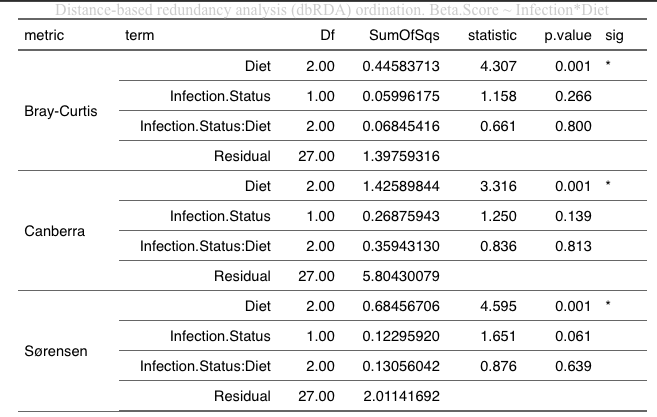 Distance-based redundancy analysis (dbRDA) ordination. Beta.Score ~ Infection*Diet
metric term Df SumOfSqs statistic p.value sig
Bray-Curtis
Diet 2.00 0.44583713 4.307 0.001 *
Infection.Status 1.00 0.05996175 1.158 0.266
Infection.Status:Diet 2.00 0.06845416 0.661 0.800
Residual 27.00 1.39759316
Canberra
Diet 2.00 1.42589844 3.316 0.001 *
Infection.Status 1.00 0.26875943 1.250 0.139
Infection.Status:Diet 2.00 0.35943130 0.836 0.813
Residual 27.00 5.80430079
Sørensen
Diet 2.00 0.68456706 4.595 0.001 *
Infection.Status 1.00 0.12295920 1.651 0.061
Infection.Status:Diet 2.00 0.13056042 0.876 0.639
Residual 27.00 2.01141692